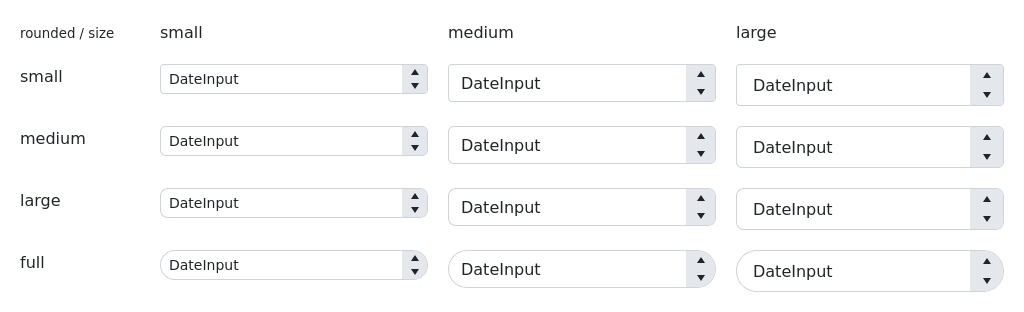 rounded / size small medium large
small DateInput DateInput DateInput
medium DateInput DateInput DateInput
large DateInput DateInput DateInput
full DateInput DateInput DateInput